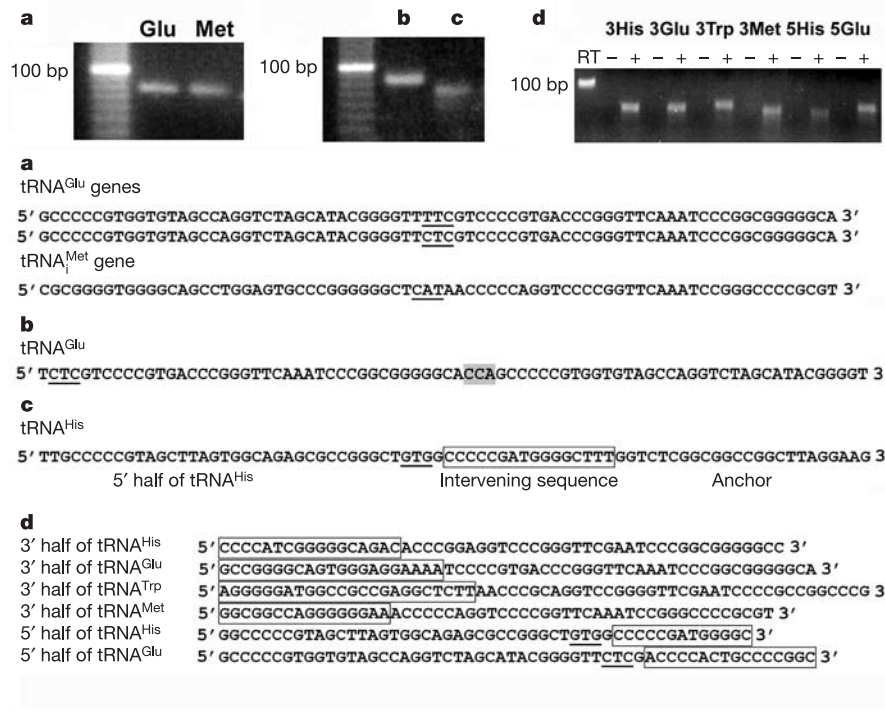 a
Glu Met
100 bp
b c
100 bp
d
3His 3Glu 3Trp 3Met 5His 5Glu
RT – + – + – + – + – + – +
100 bp
a
tRNAGlu genes
5′ GCCCCCGTGGTGTAGCCAGGTCTAGCATACGGGGTTTTCGTCCCCGTGACCCGGGTTCAAATCCCGGCGGGGGCA 3′
5′ GCCCCCGTGGTGTAGCCAGGTCTAGCATACGGGGTTCTCGTCCCCGTGACCCGGGTTCAAATCCCGGCGGGGGCA 3′
tRNAiMet gene
5′ CGCGGGGTGGGGCAGCCTGGAGTGCCCGGGGGGCTCATAACCCCCAGGTCCCCGGTTCAAATCCGGGCCCCGCGT 3′
b
tRNAGlu
5′ TCTCGTCCCCGTGACCCGGGTTCAAATCCCGGCGGGGGCACCAGCCCCCGTGGTGTAGCCAGGTCTAGCATACGGGGT 3
c
tRNAHis
5′ TTGCCCCCGTAGCTTAGTGGCAGAGCGCCGGGCTGTGGCCCCCGATGGGGCTTTGGTCTCGGCGGCCGGCTTAGGAAG 3
5′ half of tRNAHis Intervening sequence Anchor
d
3′ half of tRNAHis 5′ CCCCATCGGGGGCAGACACCCGGAGGTCCCGGGTTCGAATCCCGGCGGGGGCC 3′
3′ half of tRNAGlu 5′ GCCGGGGCAGTGGGAGGAAAATCCCCGTGACCCGGGTTCAAATCCCGGCGGGGGCA 3′
3′ half of tRNATrp 5′ AGGGGGATGGCCGCCGAGGCTCTTAACCCGCAGGTCCGGGGTTCGAATCCCCGCCGGCCCG 3′
3′ half of tRNAMet 5′ GGCGGCCAGGGGGGAAACCCCCAGGTCCCCGGTTCAAATCCGGGCCCCGCGT 3′
5′ half of tRNAHis 5′ GGCCCCCGTAGCTTAGTGGCAGAGCGCCGGGCTGTGGCCCCCGATGGGGC 3′
5′ half of tRNAGlu 5′ GCCCCCGTGGTGTAGCCAGGTCTAGCATACGGGGTTCTCGACCCCACTGCCCCGGC 3′